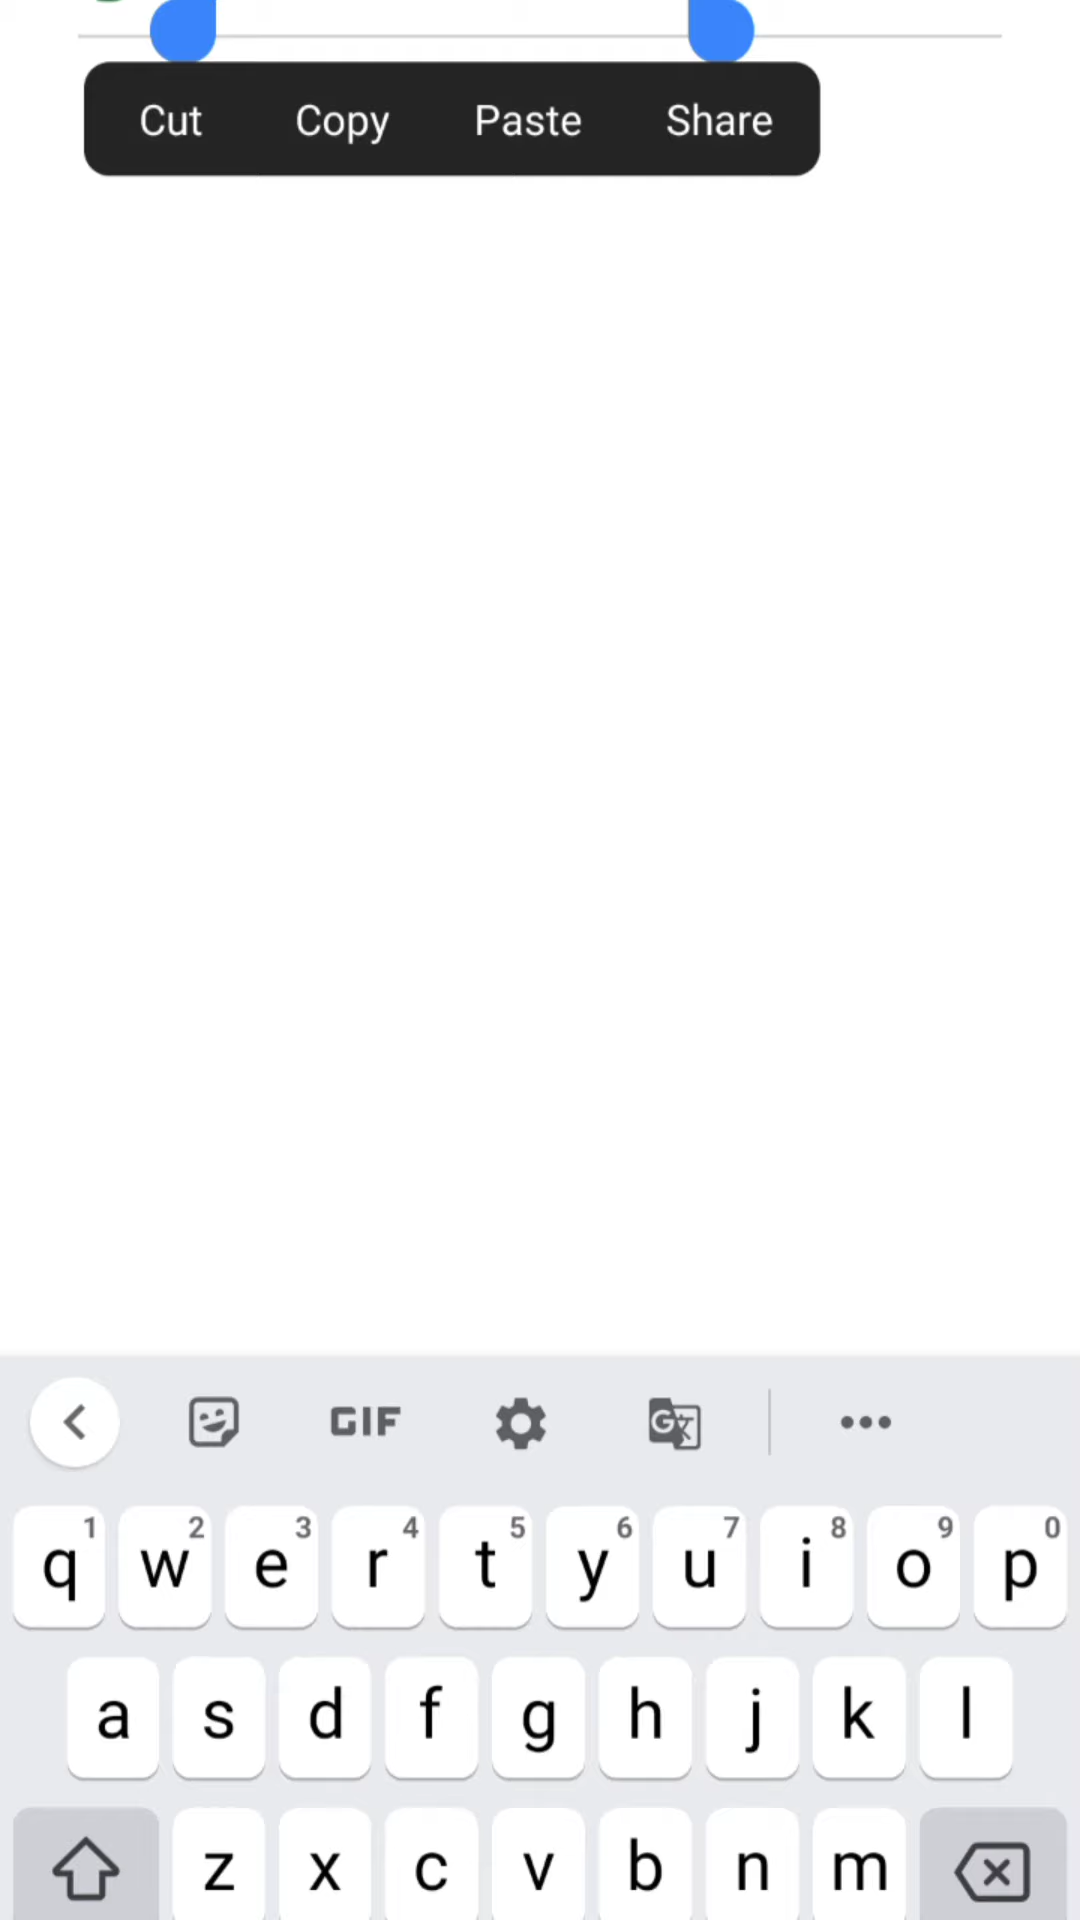 Cut Copy Paste Share
GIF G
1 2 3 4 5 6 7 8 9 0
q w e r t y u i o p
a s d f g h j k l
z x c v b n m